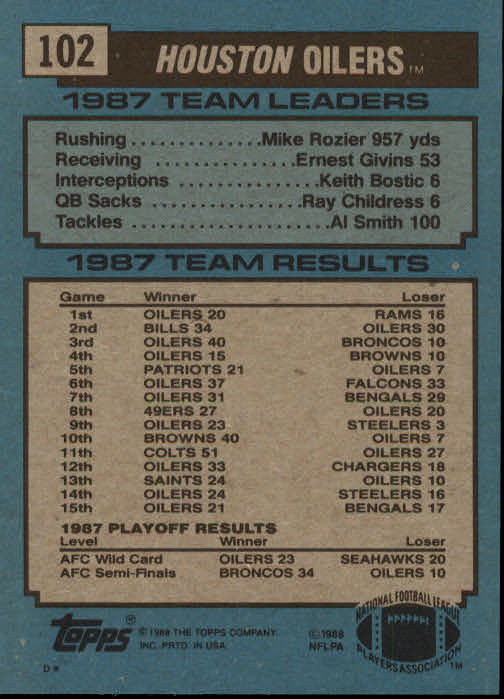 102
HOUSTON OILERS™
1987 TEAM LEADERS
Rushing..............Mike Rozier 957 yds
Receiving ..............Ernest Givins 53
Interceptions ..............Keith Bostic 6
QB Sacks..............Ray Childress 6
Tackles....................Al Smith 100
1987 TEAM RESULTS
Game Winner Loser
1st OILERS 20 RAMS 16
2nd BILLS 34 OILERS 30
3rd OILERS 40 BRONCOS 10
4th OILERS 15 BROWNS 10
5th PATRIOTS 21 OILERS 7
6th OILERS 37 FALCONS 33
7th OILERS 31 BENGALS 29
8th 49ERS 27 OILERS 20
9th OILERS 23 STEELERS 3
10th BROWNS 40 OILERS 7
11th COLTS 51 OILERS 27
12th OILERS 33 CHARGERS 18
13th SAINTS 24 OILERS 10
14th OILERS 24 STEELERS 16
15th OILERS 21 BENGALS 17
1987 PLAYOFF RESULTS
Level Winner Loser
AFC Wild Card OILERS 23 SEAHAWKS 20
AFC Semi-Finals BRONCOS 34 OILERS 10
Topps® © 1988 THE TOPPS COMPANY,
INC. PRTD. IN USA
© 1988
NFLPA
NATIONAL FOOTBALL LEAGUE
PLAYERS ASSOCIATION™
D*